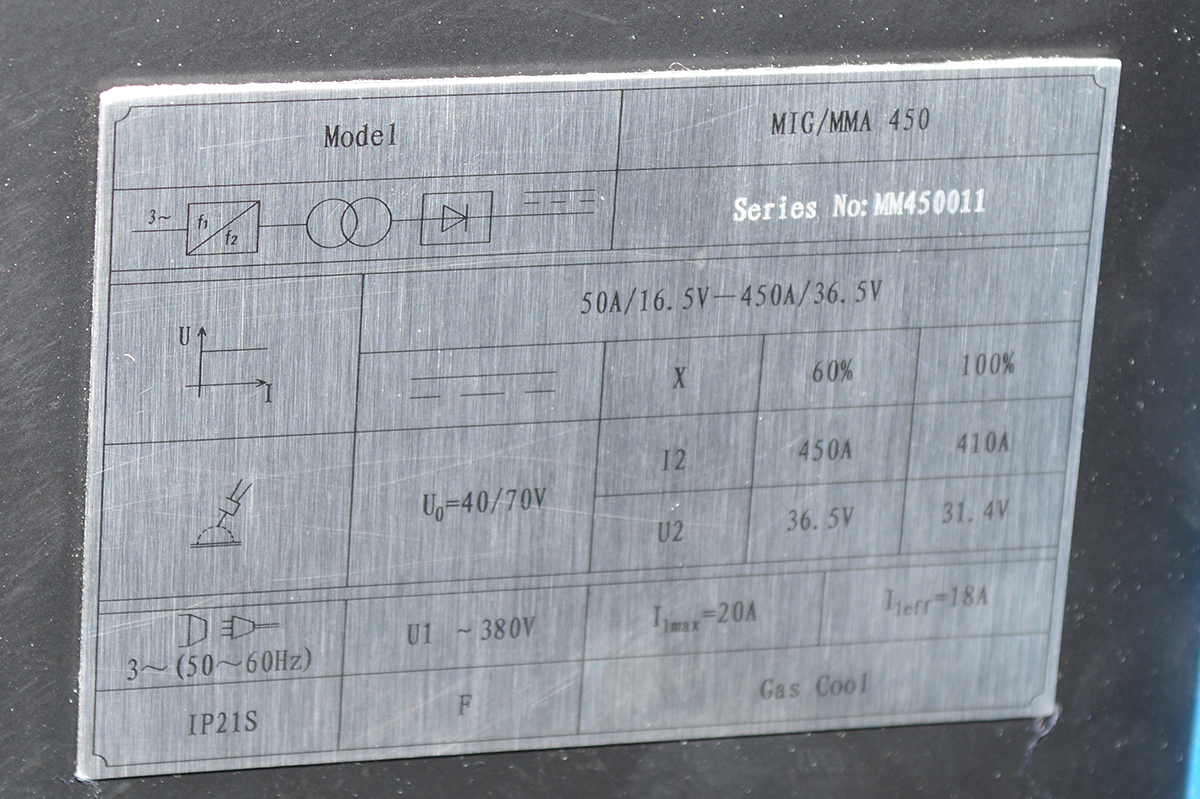 Model MIG/MMA 450
3~ f1 f2 Series No:MM450011
50A/16.5V—450A/36.5V
U I
X 60% 100%
I2 450A 410A
U0=40/70V
U2 36.5V 31.4V
U1 ~380V I1max=20A I1eff=18A
3~(50~60Hz)
IP21S F Gas Cool